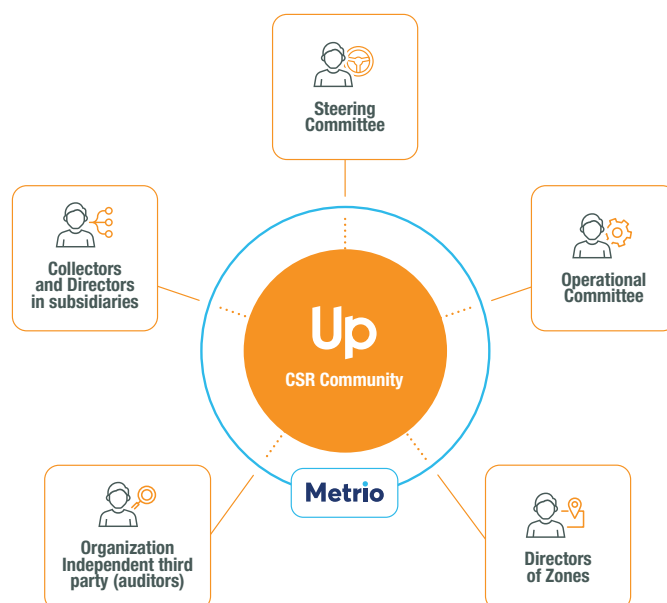 Steering
Committee
Collectors
and Directors
in subsidiaries
Operational
Committee
Up
CSR Community
Metrio
Organization
Independent third
party (auditors)
Directors
of Zones